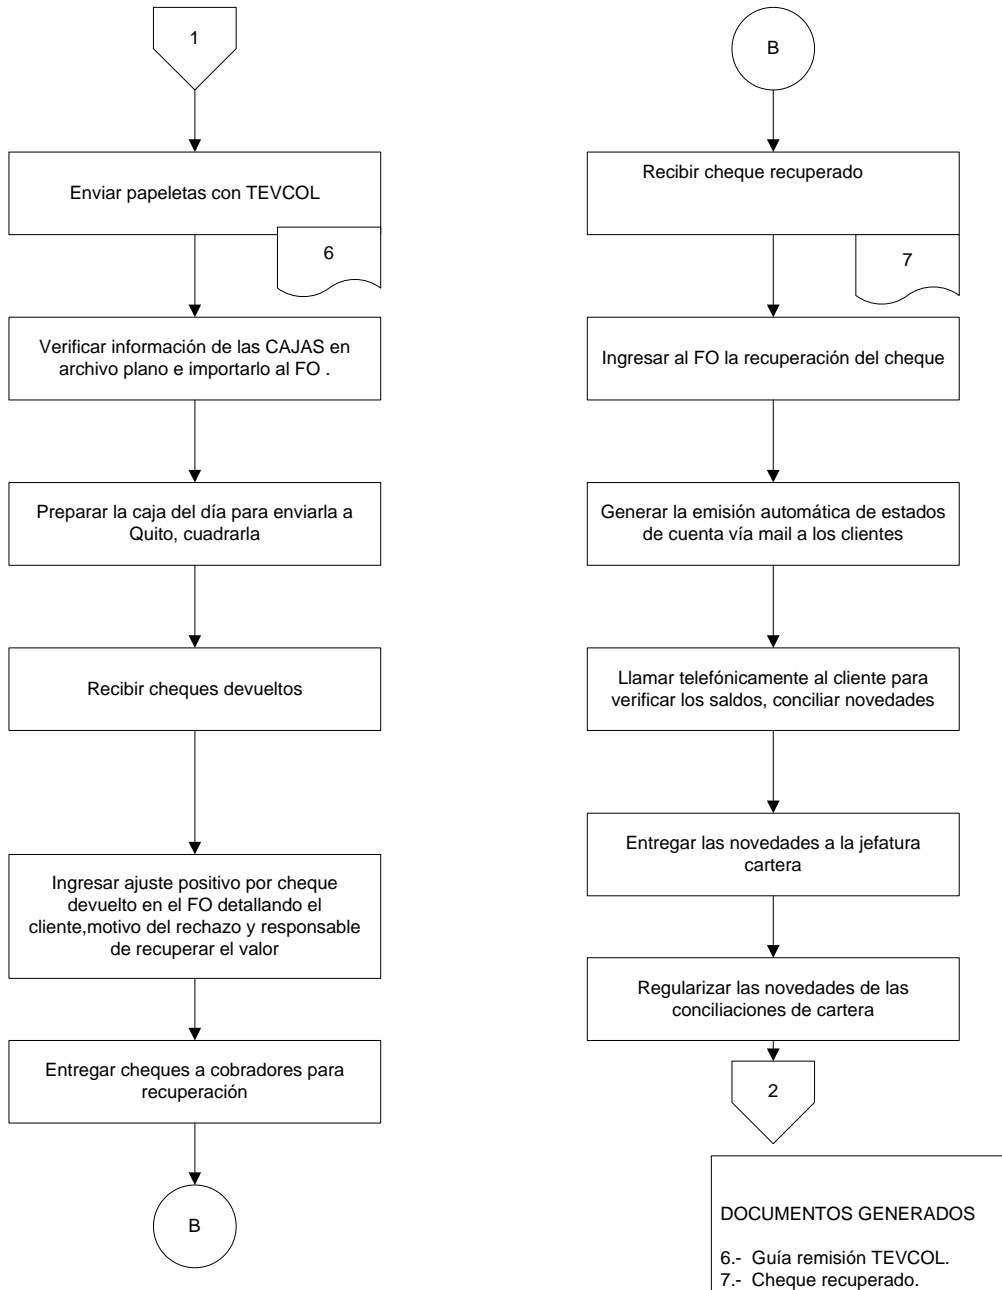 1
Enviar papeletas con TEVCOL
6
Verificar información de las CAJAS en
archivo plano e importarlo al FO .
Preparar la caja del día para enviarla a
Quito, cuadrarla
Recibir cheques devueltos
Ingresar ajuste positivo por cheque
devuelto en el FO detallando el
cliente,motivo del rechazo y responsable
de recuperar el valor
Entregar cheques a cobradores para
recuperación
B
B
Recibir cheque recuperado
7
Ingresar al FO la recuperación del cheque
Generar la emisión automática de estados
de cuenta vía mail a los clientes
Llamar telefónicamente al cliente para
verificar los saldos, conciliar novedades
Entregar las novedades a la jefatura
cartera
Regularizar las novedades de las
conciliaciones de cartera
2
DOCUMENTOS GENERADOS
6.- Guía remisión TEVCOL.
7.- Cheque recuperado.